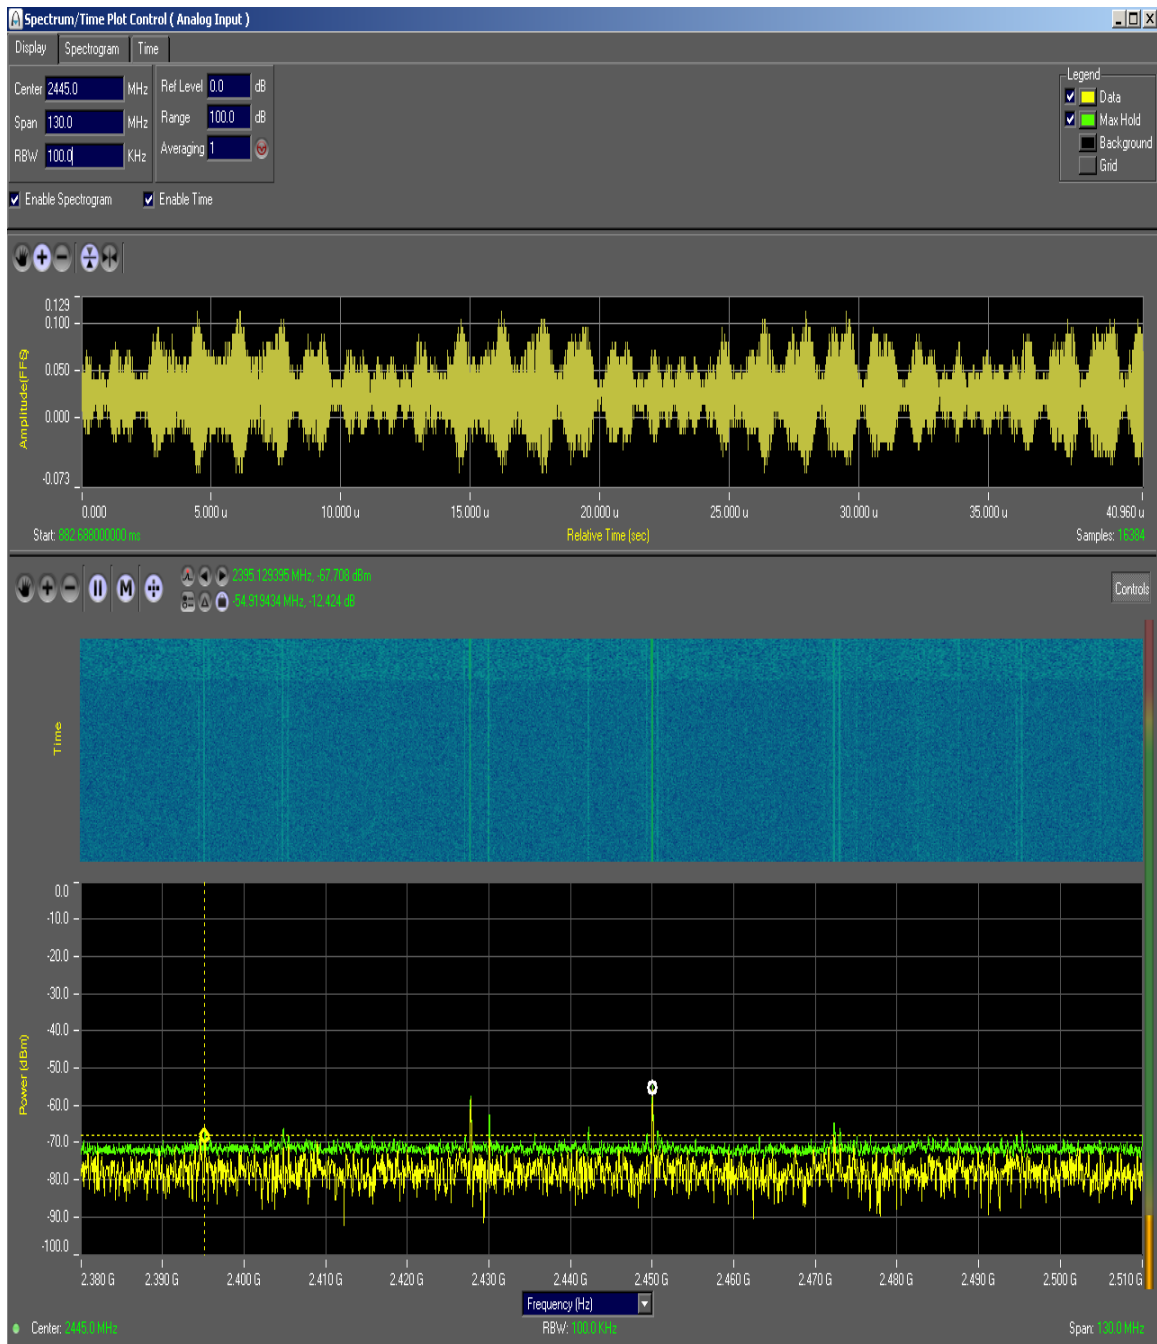 Spectrum/Time Plot Control ( Analog Input )
Display Spectrogram Time
Center 2445.0 MHz Ref Level 0.0 dB
Span 130.0 MHz Range 100.0 dB
RBW 100.0 KHz Averaging 1
Legend
Data
Max Hold
Background
Grid
Enable Spectrogram Enable Time
0.129
0.100
0.050
0.000
-0.073
Amplitude(FFS)
0.000 5.000 u 10.000 u 15.000 u 20.000 u 25.000 u 30.000 u 35.000 u 40.960 u
Start: 882.688000000 ms Relative Time (sec) Samples: 16384
M 2395.129395 MHz, -67.708 dBm
-54.919434 MHz, -12.424 dB
Controls
Time
0.0
-10.0
-20.0
-30.0
-40.0
-50.0
-60.0
-70.0
-80.0
-90.0
-100.0
Power (dBm)
2.380 G 2.390 G 2.400 G 2.410 G 2.420 G 2.430 G 2.440 G 2.450 G 2.460 G 2.470 G 2.480 G 2.490 G 2.500 G 2.510 G
Frequency (Hz)
Center: 2445.0 MHz RBW: 100.0 KHz Span: 130.0 MHz